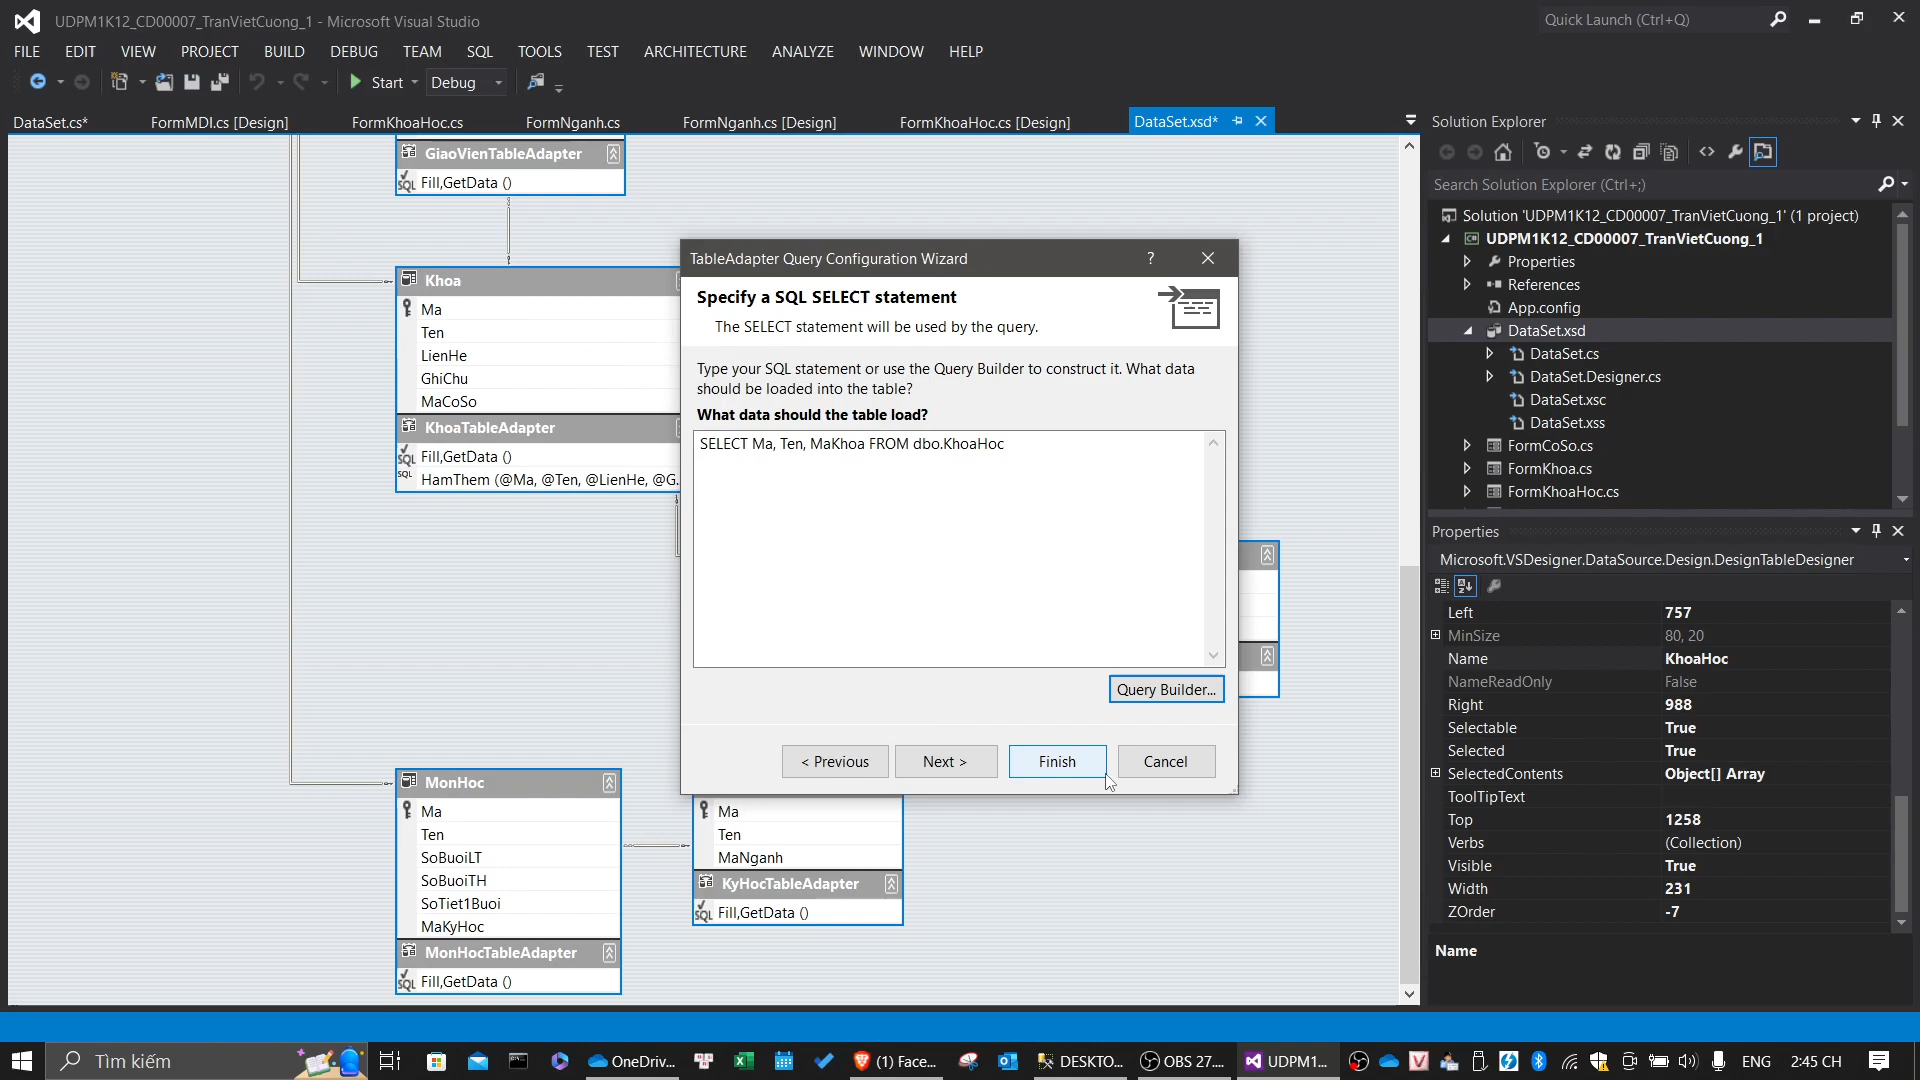 UDPM1K12_CD00007_TranVietCuong_1 - Microsoft Visual Studio
Quick Launch (Ctrl+Q)
FILE EDIT VIEW PROJECT BUILD DEBUG TEAM SQL TOOLS TEST ARCHITECTURE ANALYZE WINDOW HELP
Start Debug
DataSet.cs* FormMDI.cs [Design] FormKhoaHoc.cs FormNganh.cs FormNganh.cs [Design] FormKhoaHoc.cs [Design] DataSet.xsd*
GiaoVienTableAdapter
SQL Fill,GetData ()
Khoa
Ma
Ten
LienHe
GhiChu
MaCoSo
KhoaTableAdapter
SQL Fill,GetData ()
SQL HamThem (@Ma, @Ten, @LienHe, @G.
MonHoc
Ma
Ten
SoBuoiLT
SoBuoiTH
SoTiet1Buoi
MaKyHoc
MonHocTableAdapter
SQL Fill,GetData ()
Ma
Ten
MaNganh
KyHocTableAdapter
SQL Fill,GetData ()
TableAdapter Query Configuration Wizard
?
Specify a SQL SELECT statement
The SELECT statement will be used by the query.
Type your SQL statement or use the Query Builder to construct it. What data
should be loaded into the table?
What data should the table load?
SELECT Ma, Ten, MaKhoa FROM dbo.KhoaHoc
Query Builder...
< Previous Next > Finish Cancel
Solution Explorer
Search Solution Explorer (Ctrl+;)
Solution 'UDPM1K12_CD00007_TranVietCuong_1' (1 project)
UDPM1K12_CD00007_TranVietCuong_1
Properties
References
App.config
DataSet.xsd
DataSet.cs
DataSet.Designer.cs
DataSet.xsc
DataSet.xss
FormCoSo.cs
FormKhoa.cs
FormKhoaHoc.cs
Properties
Microsoft.VSDesigner.DataSource.Design.DesignTableDesigner
Left 757
MinSize 80, 20
Name KhoaHoc
NameReadOnly False
Right 988
Selectable True
Selected True
SelectedContents Object[] Array
ToolTipText
Top 1258
Verbs (Collection)
Visible True
Width 231
ZOrder -7
Name
Tìm kiếm
OneDriv... (1) Face... DESKTO... OBS 27.... UDPM1...
ENG 2:45 CH